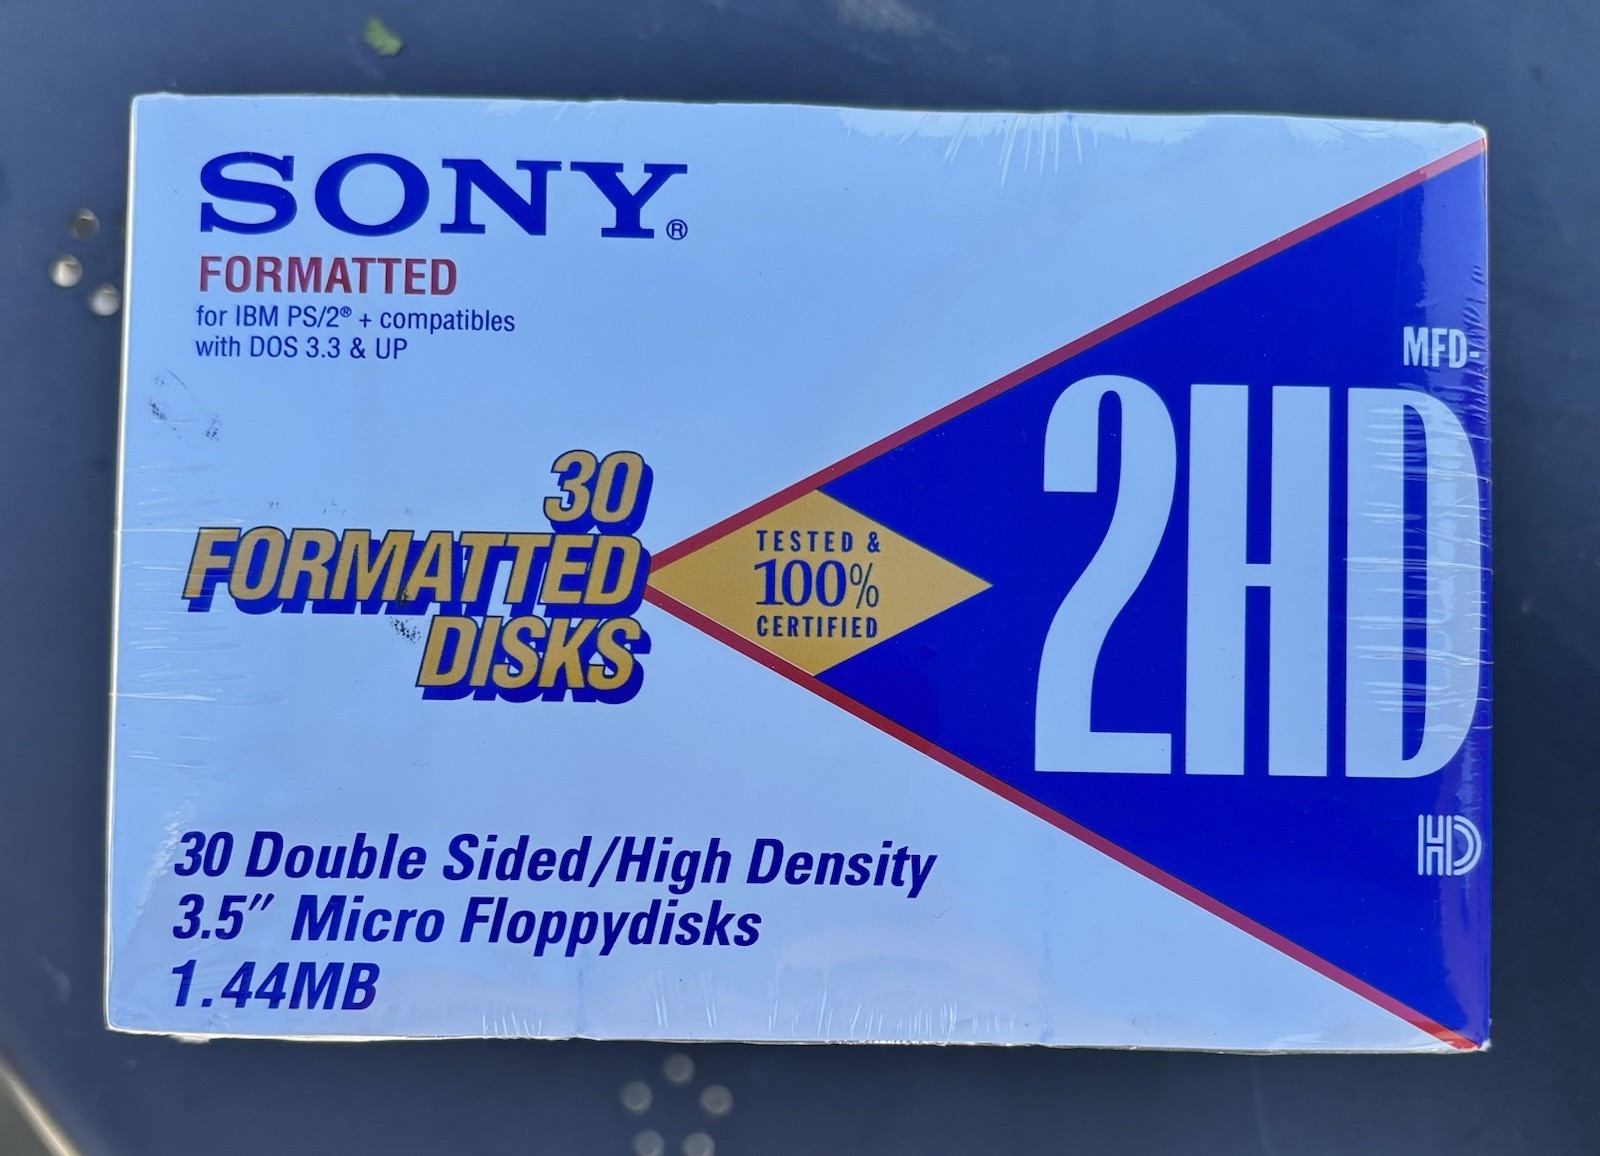 SONY®
FORMATTED
for IBM PS/2® + compatibles
with DOS 3.3 & UP
30
FORMATTED
DISKS
TESTED &
100%
CERTIFIED
MFD-
2HD
HD
30 Double Sided/High Density
3.5" Micro Floppydisks
1.44MB